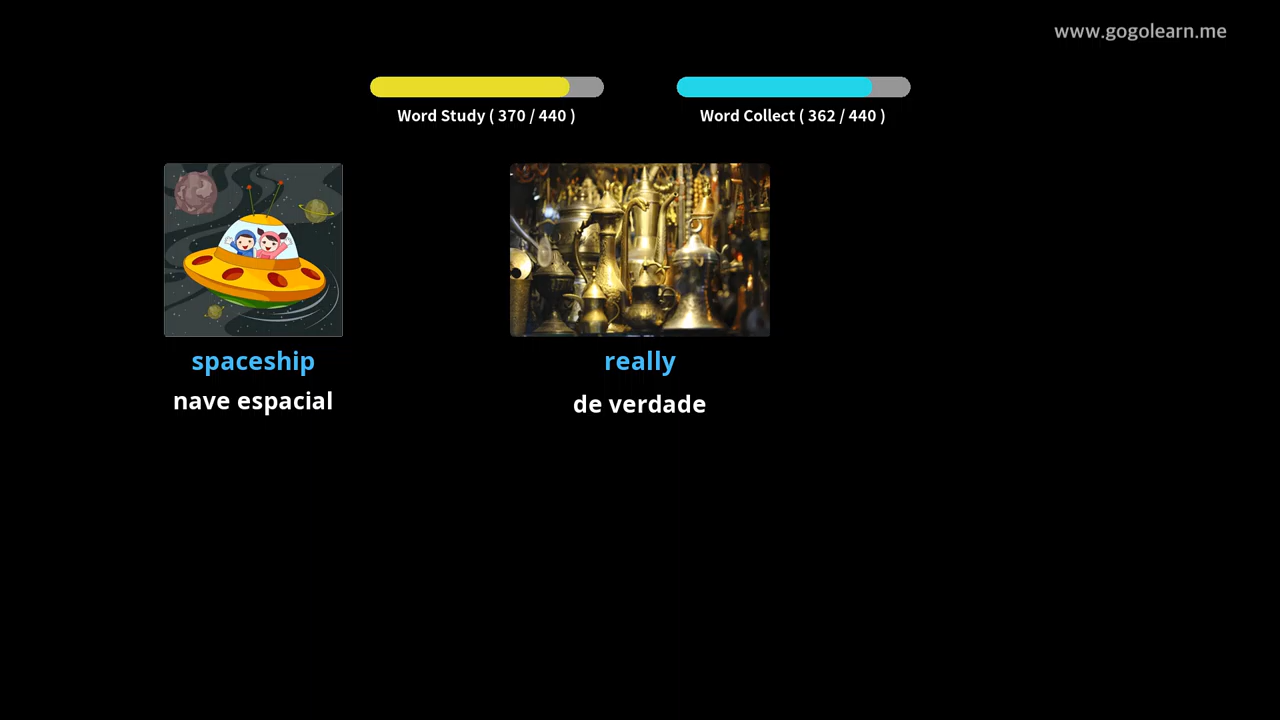 www.gogolearn.me
Word Study ( 370 / 440 )
Word Collect ( 362 / 440 )
spaceship
really
nave espacial
de verdade